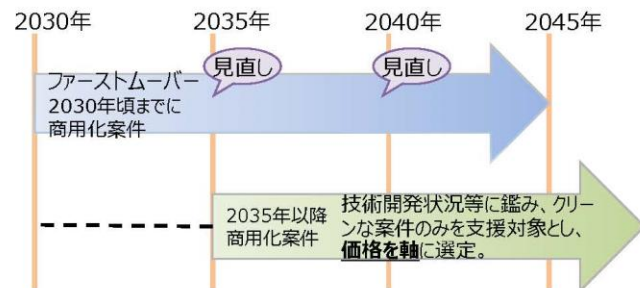 2030年
2035年
2040年
2045年
見直し
見直し
ファーストムーバー
2030年頃までに
商用化案件
2035年以降
商用化案件
技術開発状況等に鑑み、クリー
ンな案件のみを支援対象とし、
価格を軸に選定。